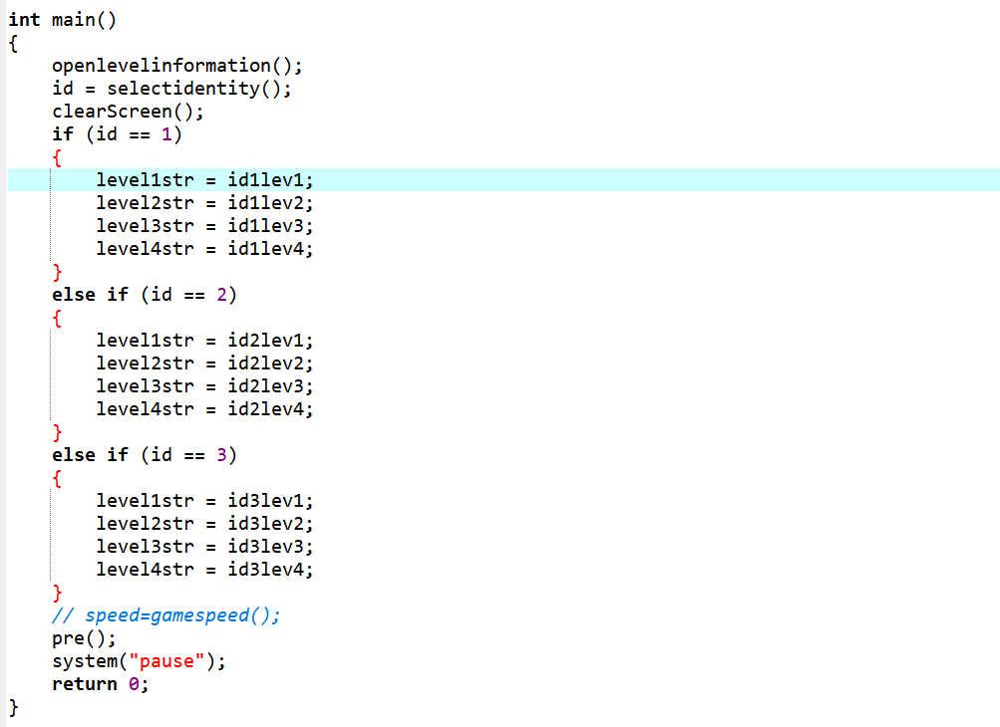 int main()
{
    openlevelinformation();
    id = selectidentity();
    clearScreen();
    if (id == 1)
    {
        level1str = id1lev1;
        level2str = id1lev2;
        level3str = id1lev3;
        level4str = id1lev4;
    }
    else if (id == 2)
    {
        level1str = id2lev1;
        level2str = id2lev2;
        level3str = id2lev3;
        level4str = id2lev4;
    }
    else if (id == 3)
    {
        level1str = id3lev1;
        level2str = id3lev2;
        level3str = id3lev3;
        level4str = id3lev4;
    }
    // speed=gamespeed();
    pre();
    system("pause");
    return 0;
}